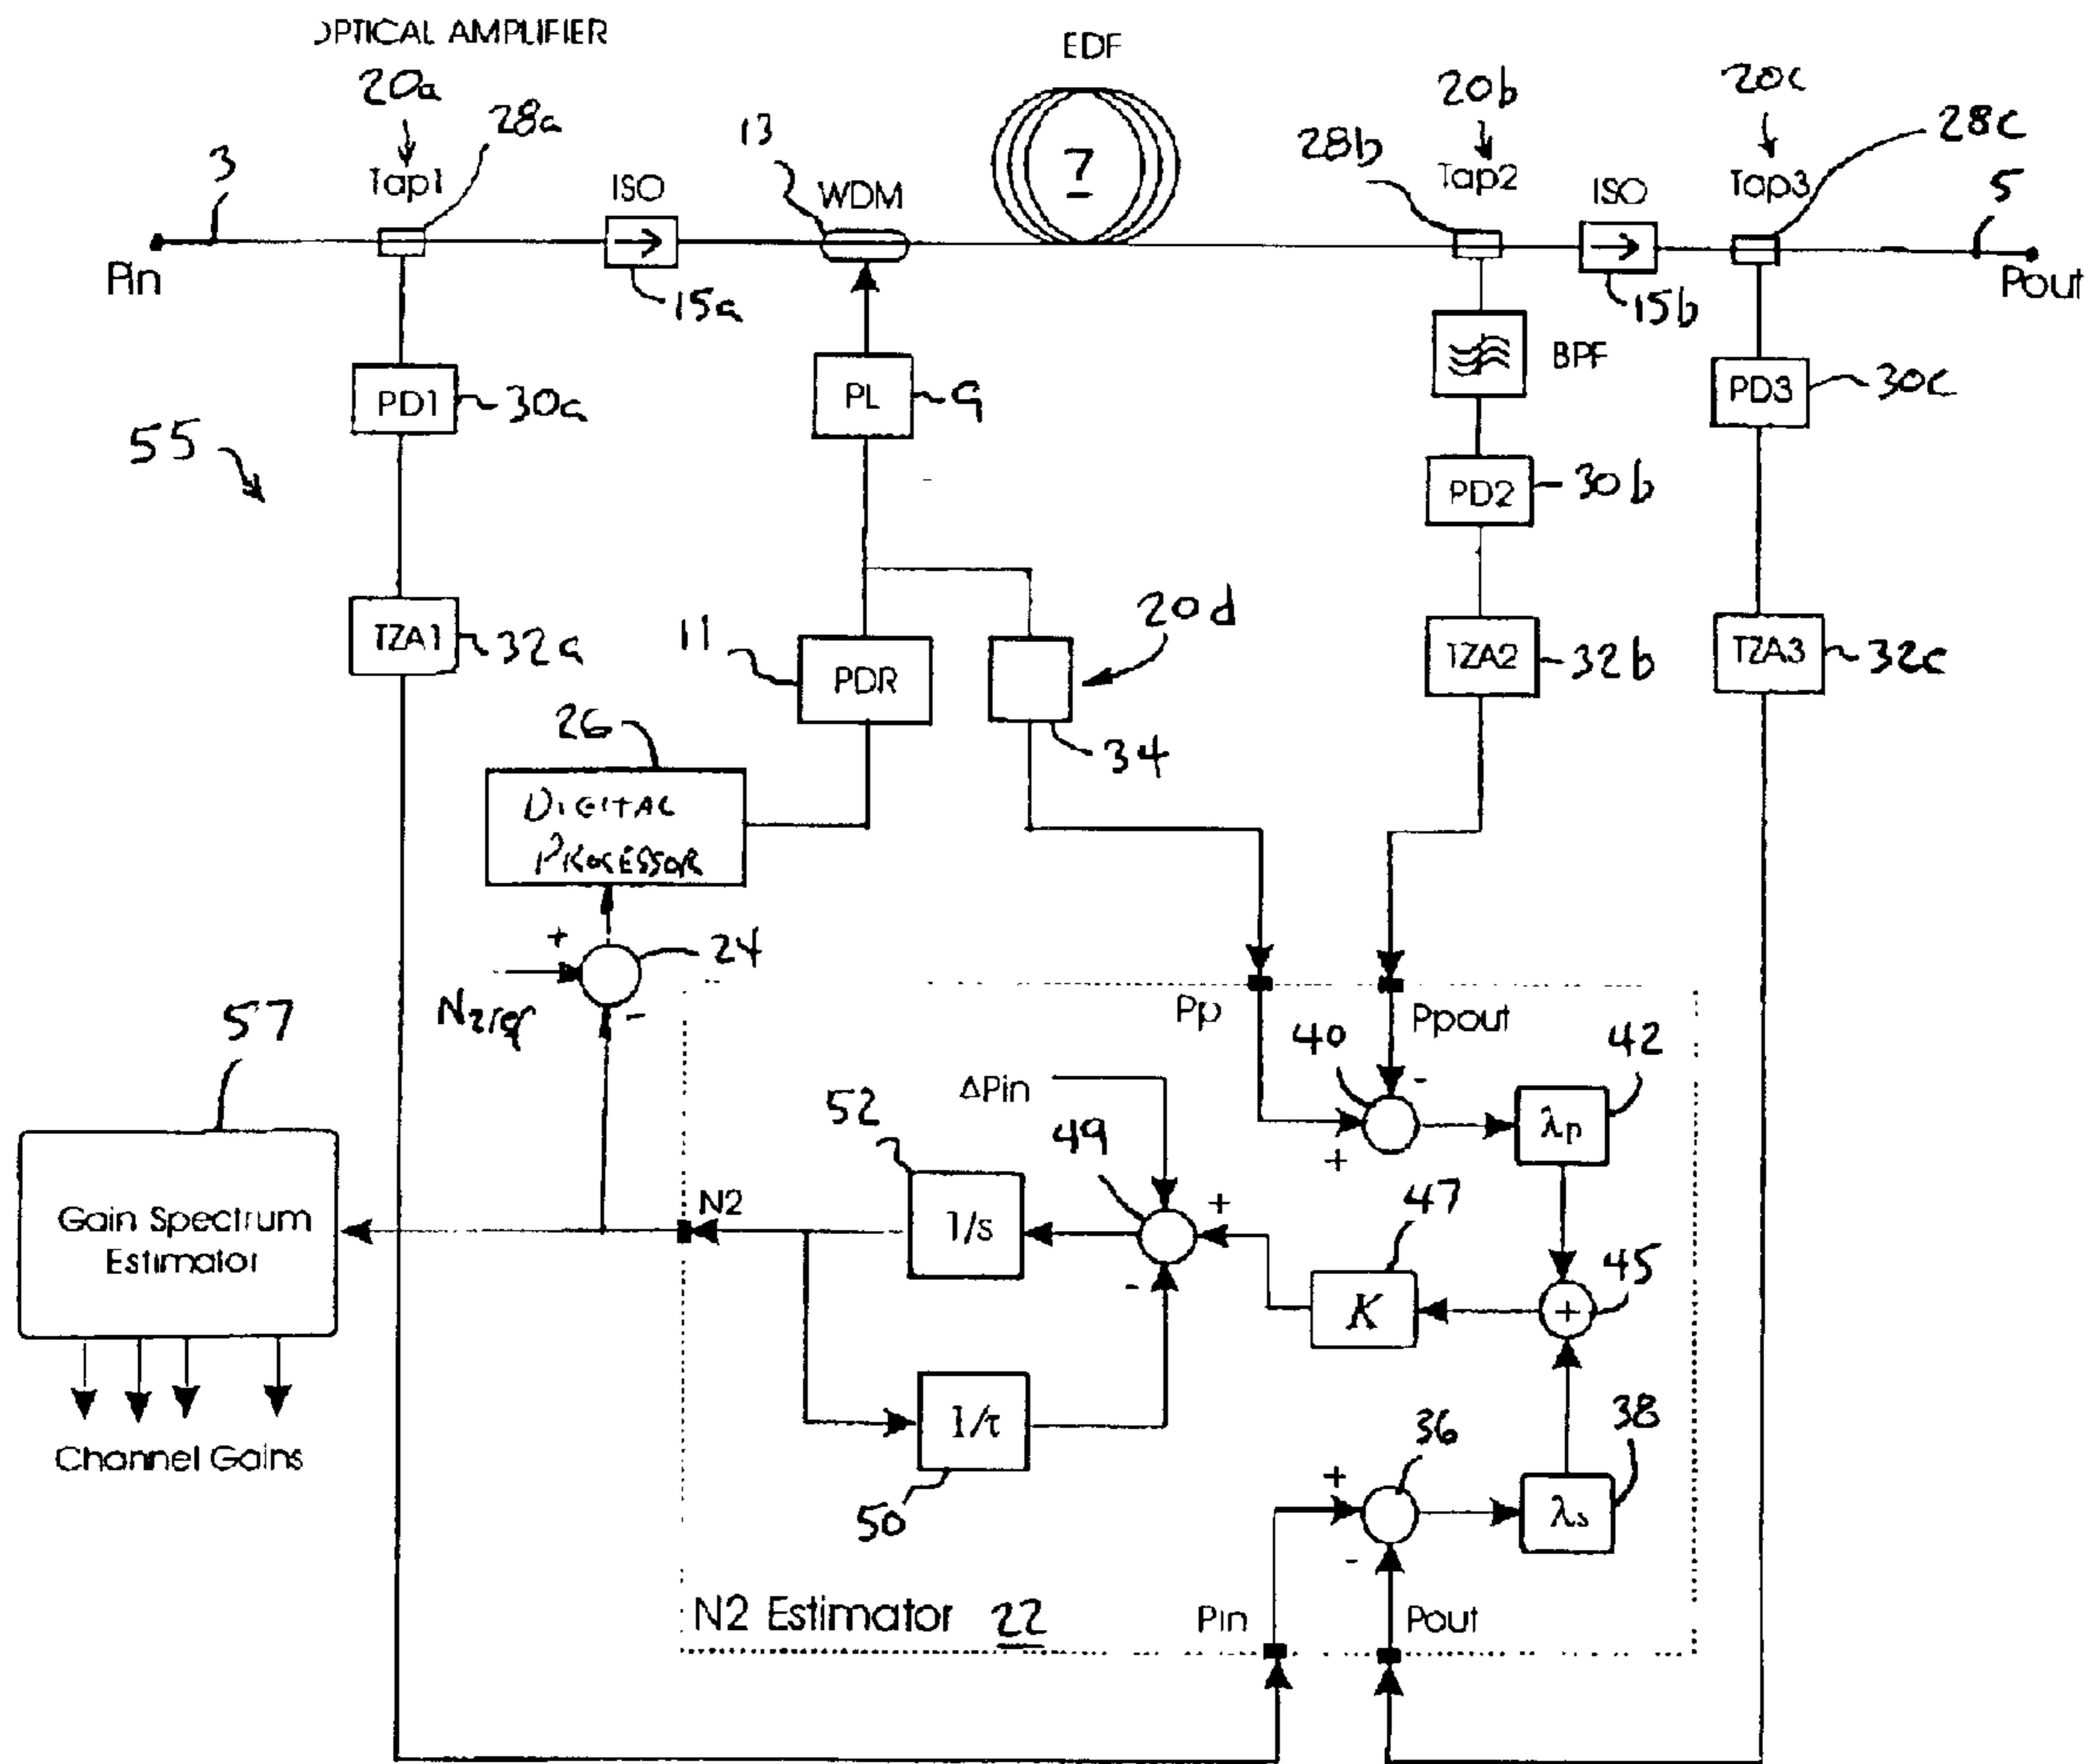 OPTICAL AMPLIFIER
EDF
20a
28a
13
20b
20c
28c
28b
3
Tap1
ISO
WDM
7
Tap2
ISO
Tap3
5
Pin
15a
15b
Pout
PD1
30a
PL
9
BPF
PD3
30c
55
PD2
30b
TZA1
32a
11
PDR
20d
TZA2
32b
TZA3
32c
26
34
DIGITAL
PROCESSOR
+
24
N2ref
-
57
Pp
40
Ppout
42
ΔPin
-
52
49
+
λp
N2
1/s
+
47
Gain Spectrum
Estimator
-
K
+
45
1/τ
36
38
Channel Gains
50
+
λs
-
N2 Estimator 22
Pin
Pout